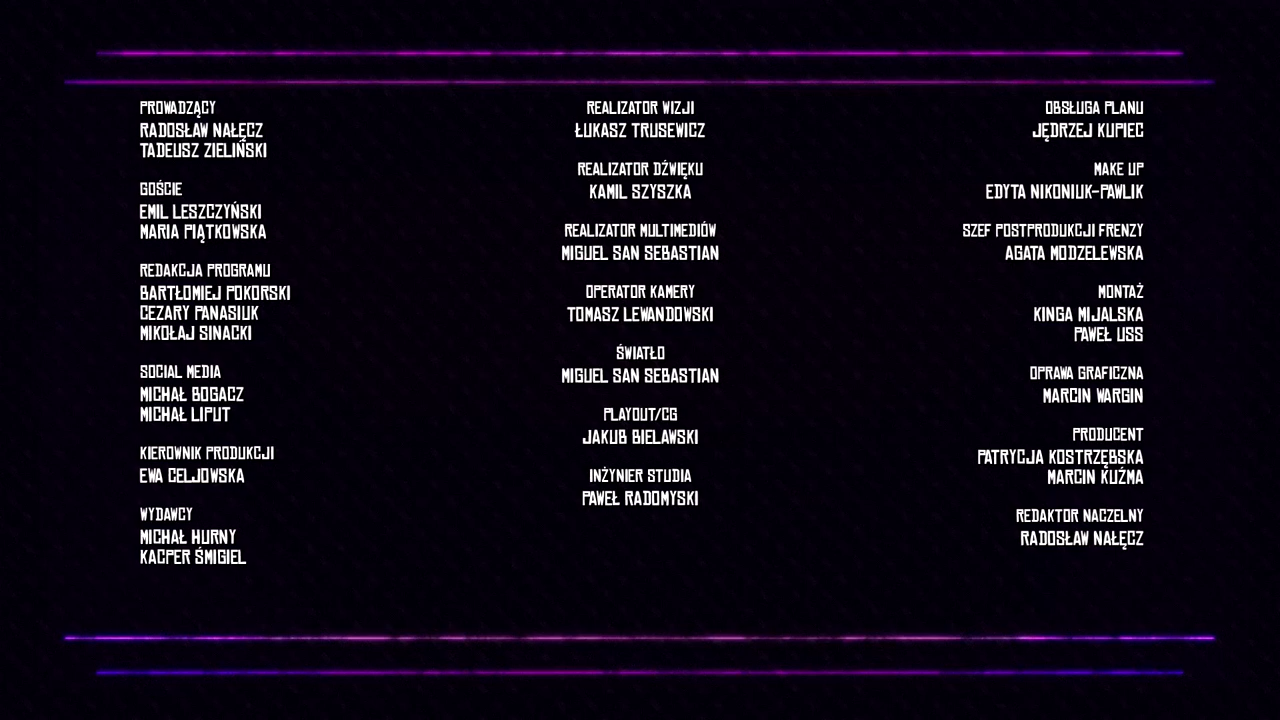 PROWADZĄCY
RADOSŁAW NAŁĘCZ
TADEUSZ ZIELIŃSKI
GOŚCIE
EMIL LESZCZYŃSKI
MARIA PIĄTKOWSKA
REDAKCJA PROGRAMU
BARTŁOMIEJ POKORSKI
CEZARY PANASIUK
MIKOŁAJ SINACKI
SOCIAL MEDIA
MICHAŁ BOGACZ
MICHAŁ LIPUT
KIEROWNIK PRODUKCJI
EWA CELJOWSKA
WYDAWCY
MICHAŁ HURNY
KACPER ŚMIGIEL
REALIZATOR WIZJI
ŁUKASZ TRUSEWICZ
REALIZATOR DŹWIĘKU
KAMIL SZYSZKA
REALIZATOR MULTIMEDIÓW
MIGUEL SAN SEBASTIAN
OPERATOR KAMERY
TOMASZ LEWANDOWSKI
ŚWIATŁO
MIGUEL SAN SEBASTIAN
PLAYOUT/CG
JAKUB BIELAWSKI
INŻYNIER STUDIA
PAWEŁ RADOMYSKI
OBSŁUGA PLANU
JĘDRZEJ KUPIEC
MAKE UP
EDYTA NIKONIUK-PAWLIK
SZEF POSTPRODUKCJI FRENZY
AGATA MODZELEWSKA
MONTAŻ
KINGA MIJALSKA
PAWEŁ USS
OPRAWA GRAFICZNA
MARCIN WARGIN
PRODUCENT
PATRYCJA KOSTRZĘBSKA
MARCIN KUŹMA
REDAKTOR NACZELNY
RADOSŁAW NAŁĘCZ